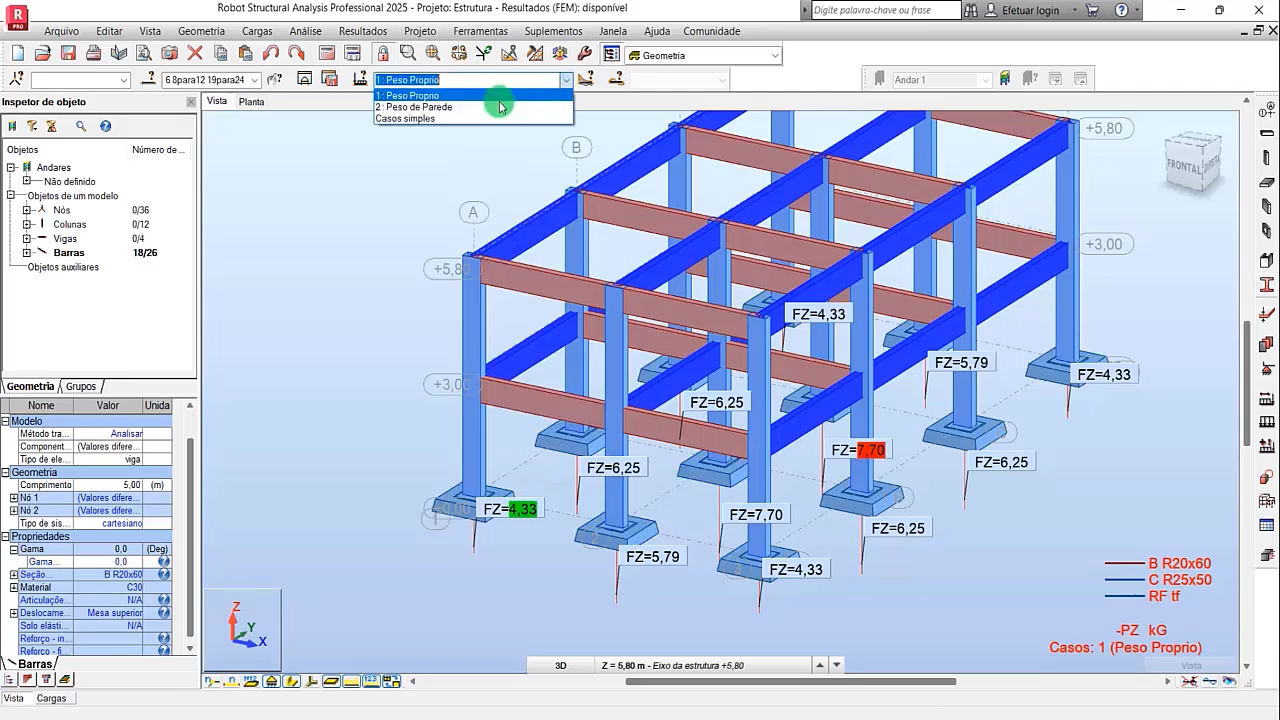 Robot Structural Analysis Professional 2025 - Projeto: Estrutura - Resultados (FEM): disponível
Digite palavra-chave ou frase
Efetuar login
PRO
Arquivo Editar Vista Geometria Cargas Análise Resultados Projeto Ferramentas Suplementos Janela Ajuda Comunidade
Geometria
6 8para12 19para24
1: Peso Proprio
Andar 1
1: Peso Proprio
2: Peso de Parede
Casos simples
Inspetor de objeto
Vista Planta
Objetos Número de ...
Andares
Não definido
Objetos de um modelo
Nós 0/36
Colunas 0/12
Vigas 0/4
Barras 18/26
Objetos auxiliares
Geometria Grupos
Nome Valor Unida
Modelo
Método tra... Analisar
Component... (Valores difere...
Tipo de ele... viga
Geometria
Comprimento 5,00 (m)
Nó 1 (Valores difere...
Nó 2 (Valores difere...
Tipo de sis... cartesiano
Propriedades
Gama 0,0 (Deg)
Gama... 0,0
Seção... B R20x60
Material C30
Articulaçõe... N/A
Deslocame... Mesa superior
Solo elásti... N/A
Reforço - in...
Reforço - fi...
Barras
Vista Cargas
B
A
+5,80
+5,80
+3,00
+3,00
FRONTAL
FZ=4,33
FZ=5,79
FZ=4,33
FZ=6,25
FZ=7,70
FZ=6,25
FZ=6,25
FZ=4,33
FZ=7,70
FZ=6,25
FZ=5,79
FZ=4,33
B R20x60
C R25x50
RF tf
-PZ kG
Casos: 1 (Peso Proprio)
Z
Y
X
3D Z = 5,80 m - Eixo da estrutura +5,80
Vista